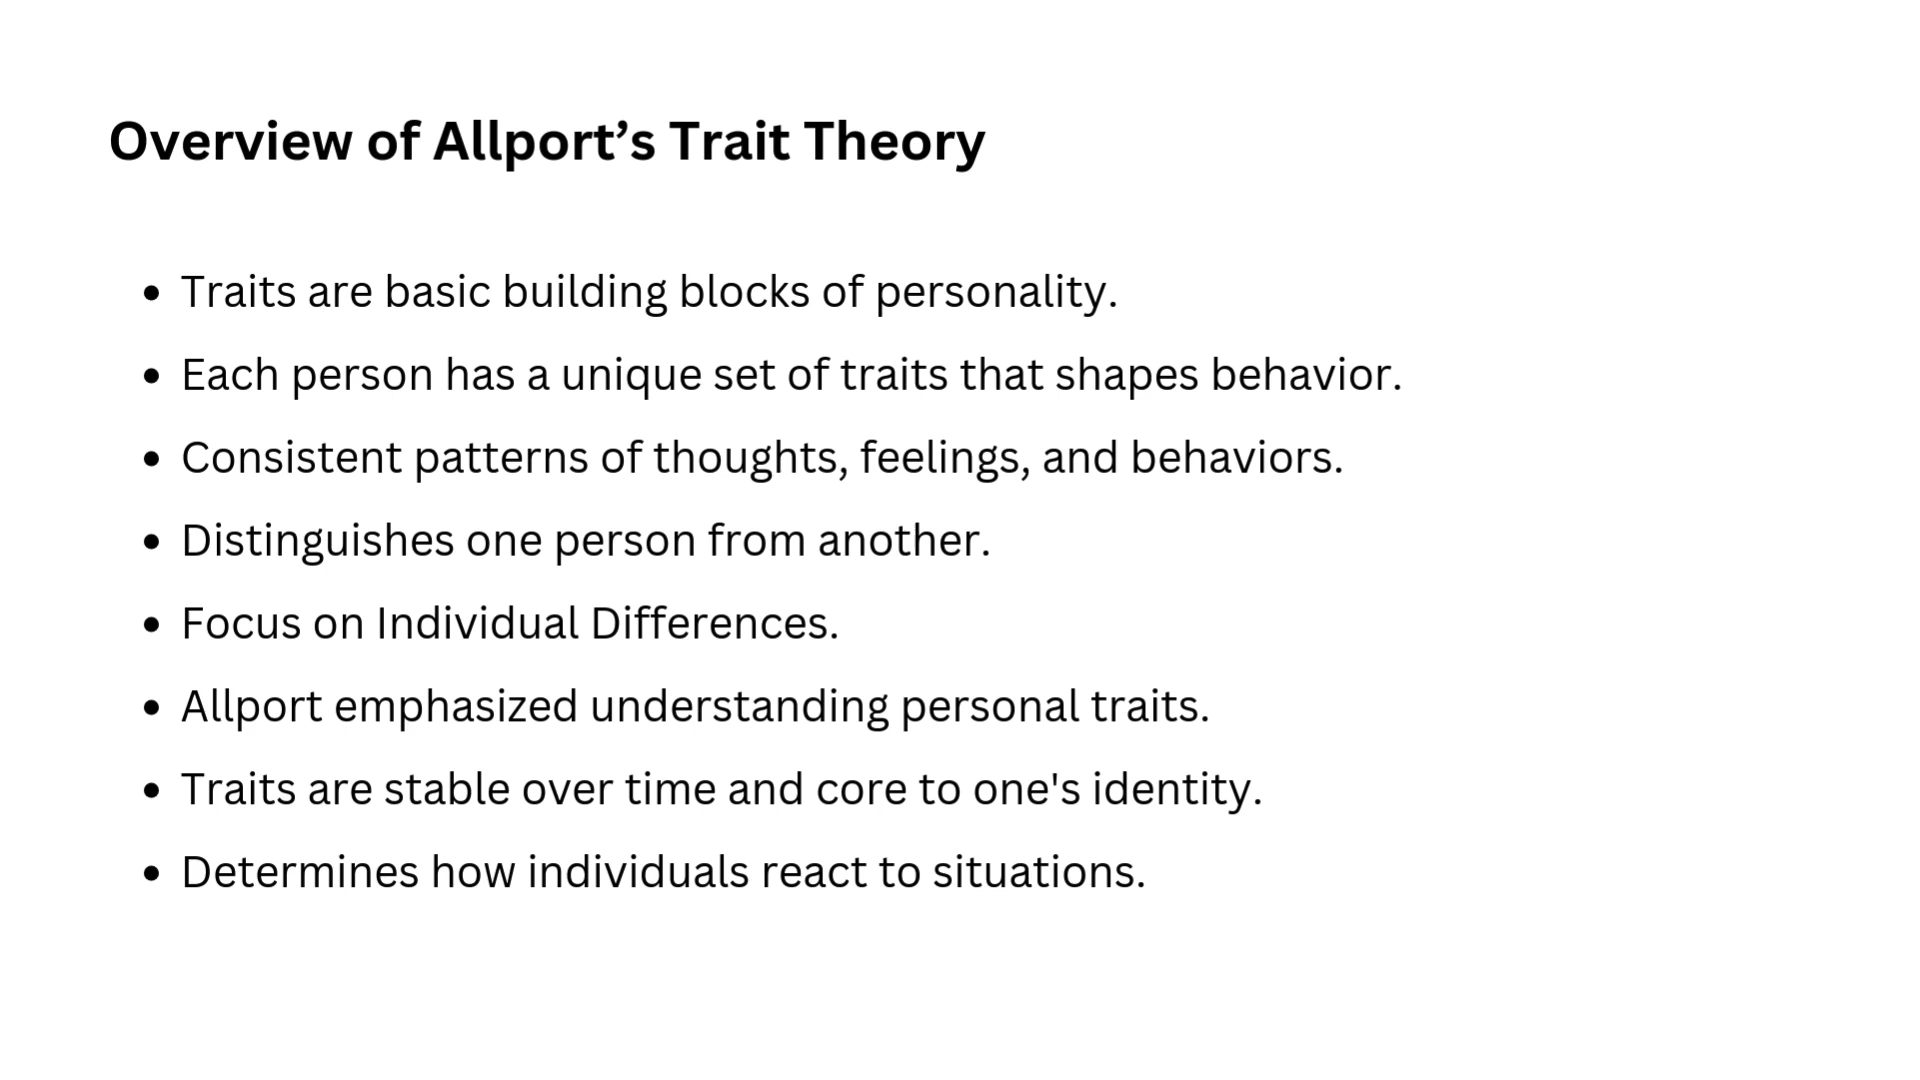 Overview of Allport’s Trait Theory
• Traits are basic building blocks of personality.
• Each person has a unique set of traits that shapes behavior.
• Consistent patterns of thoughts, feelings, and behaviors.
• Distinguishes one person from another.
• Focus on Individual Differences.
• Allport emphasized understanding personal traits.
• Traits are stable over time and core to one's identity.
• Determines how individuals react to situations.